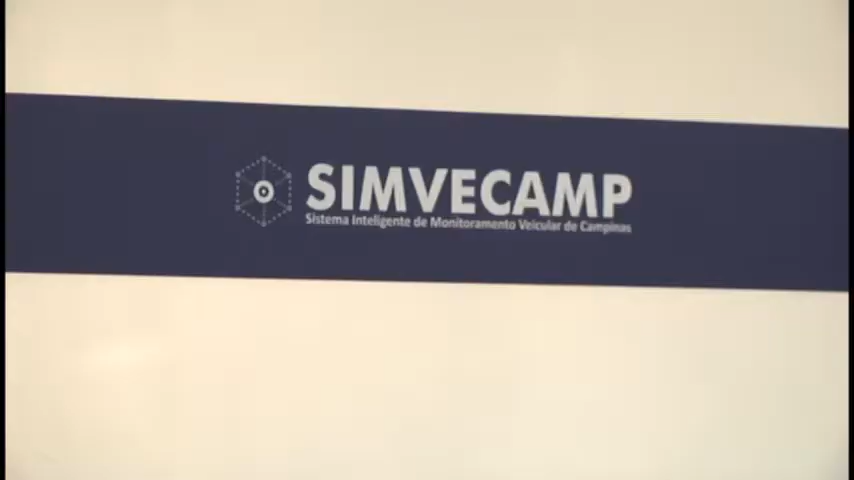 SIMVECAMP
Sistema Inteligente de Monitoramento Veicular de Campinas